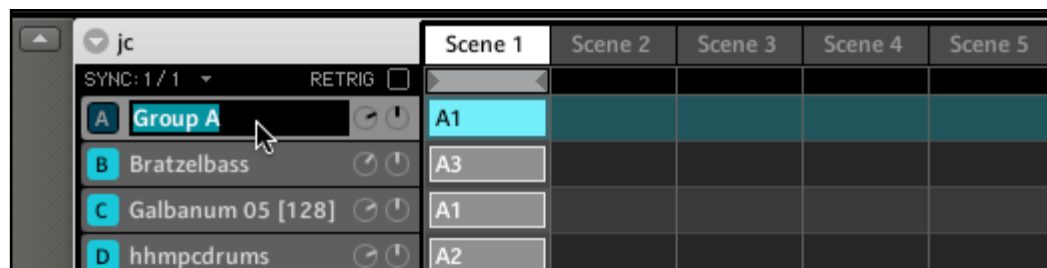 jc Scene 1 Scene 2 Scene 3 Scene 4 Scene 5
SYNC: 1 / 1 RETRIG
A Group A A1
B Bratzelbass A3
C Galbanum 05 [128] A1
D hhmpcdrums A2